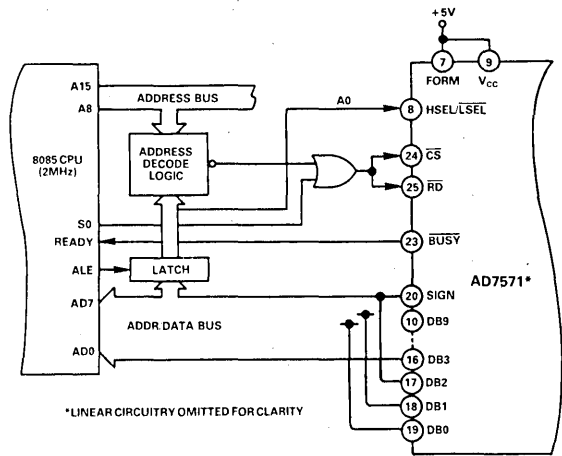 +5V
7
9
FORM
VCC
A15
A8
ADDRESS BUS
A0
8
HSEL/LSEL
8085 CPU
(2MHz)
ADDRESS
DECODE
LOGIC
24
CS
25
RD
S0
READY
23
BUSY
ALE
LATCH
AD7571*
AD7
20
SIGN
ADDR.DATA BUS
10
DB9
AD0
16
DB3
17
DB2
18
DB1
19
DB0
*LINEAR CIRCUITRY OMITTED FOR CLARITY